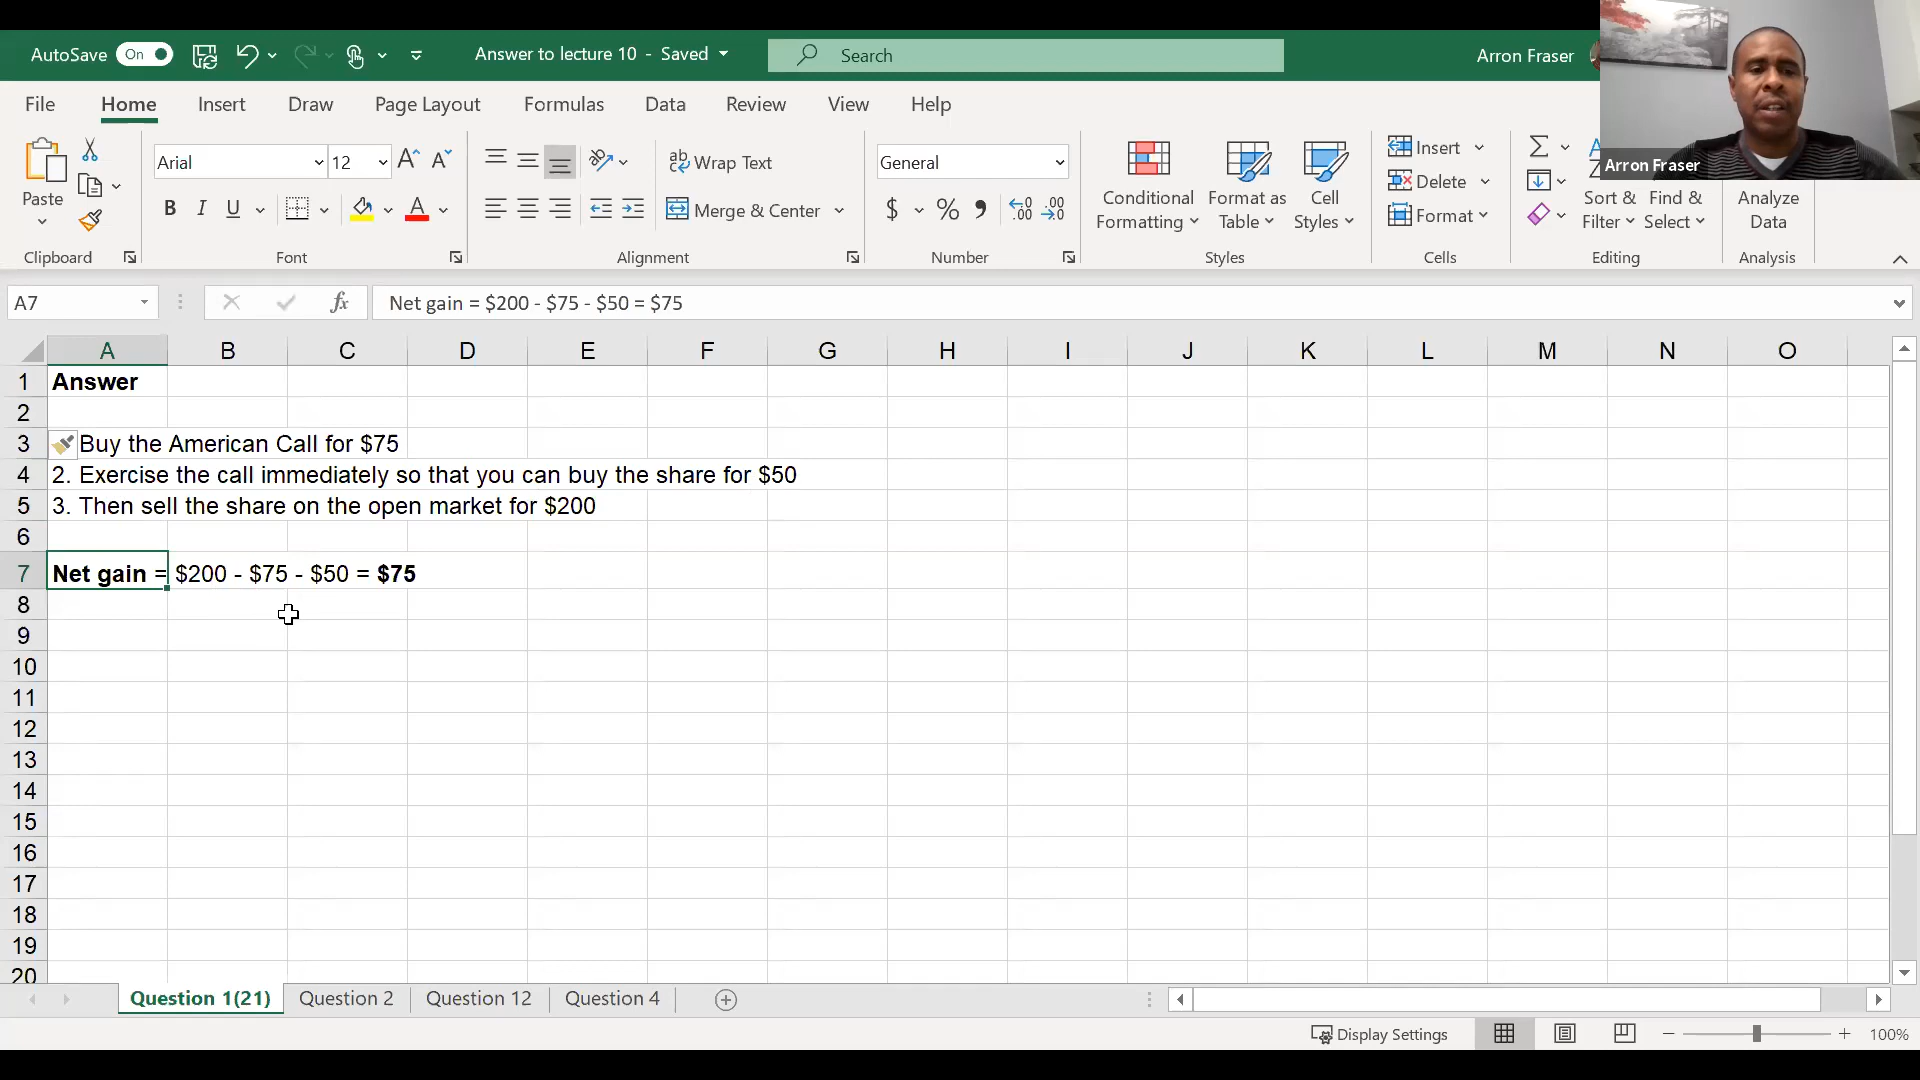 AutoSave On Answer to lecture 10 - Saved Search Arron Fraser
File Home Insert Draw Page Layout Formulas Data Review View Help
Arron Fraser
Paste
Arial 12
B I U
Wrap Text
Merge & Center
General
$ % 9
Conditional Formatting
Format as Table
Cell Styles
Insert
Delete
Format
Sort & Filter
Find & Select
Analyze Data
Clipboard Font Alignment Number Styles Cells Editing Analysis
A7 fx Net gain = $200 - $75 - $50 = $75
A B C D E F G H I J K L M N O
1 Answer
2
3 Buy the American Call for $75
4 2. Exercise the call immediately so that you can buy the share for $50
5 3. Then sell the share on the open market for $200
6
7 Net gain = $200 - $75 - $50 = $75
8
9
10
11
12
13
14
15
16
17
18
19
20
Question 1(21) Question 2 Question 12 Question 4
Display Settings 100%